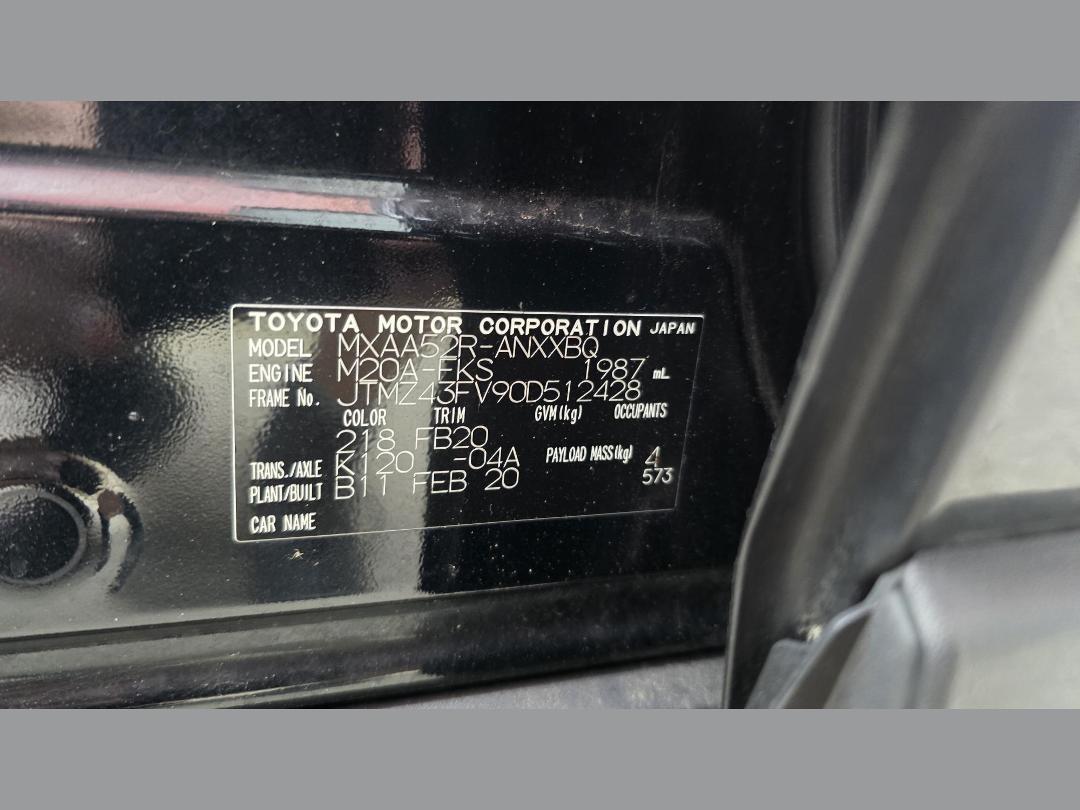 TOYOTA MOTOR CORPORATION JAPAN
MODEL MXAA52R-ANXXBQ
ENGINE M20A-FKS 1987 mL
FRAME No. JTMZ43FV90D512428
COLOR TRIM GVM(kg) OCCUPANTS
218 FB20
TRANS./AXLE K120 -04A PAYLOAD MASS(kg) 4
PLANT/BUILT B11 FEB 20 573
CAR NAME